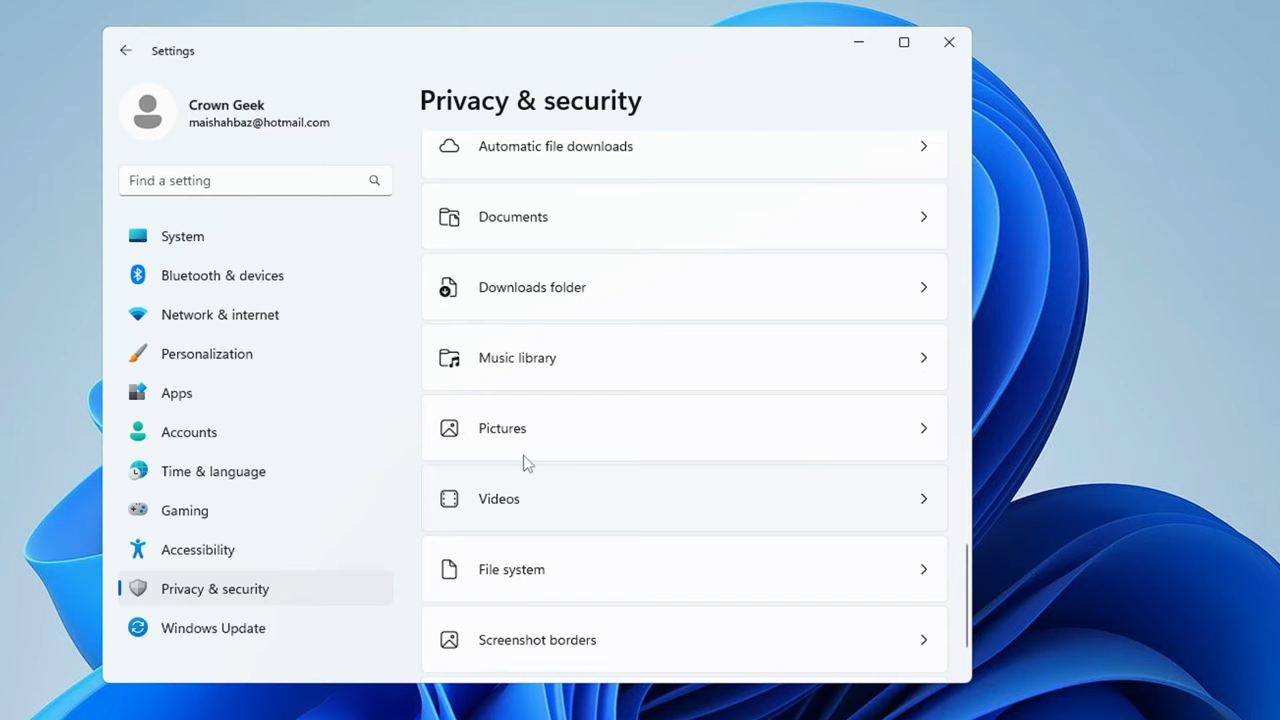 Settings
Crown Geek
maishahbaz@hotmail.com
Find a setting
System
Bluetooth & devices
Network & internet
Personalization
Apps
Accounts
Time & language
Gaming
Accessibility
Privacy & security
Windows Update
Privacy & security
Automatic file downloads
Documents
Downloads folder
Music library
Pictures
Videos
File system
Screenshot borders